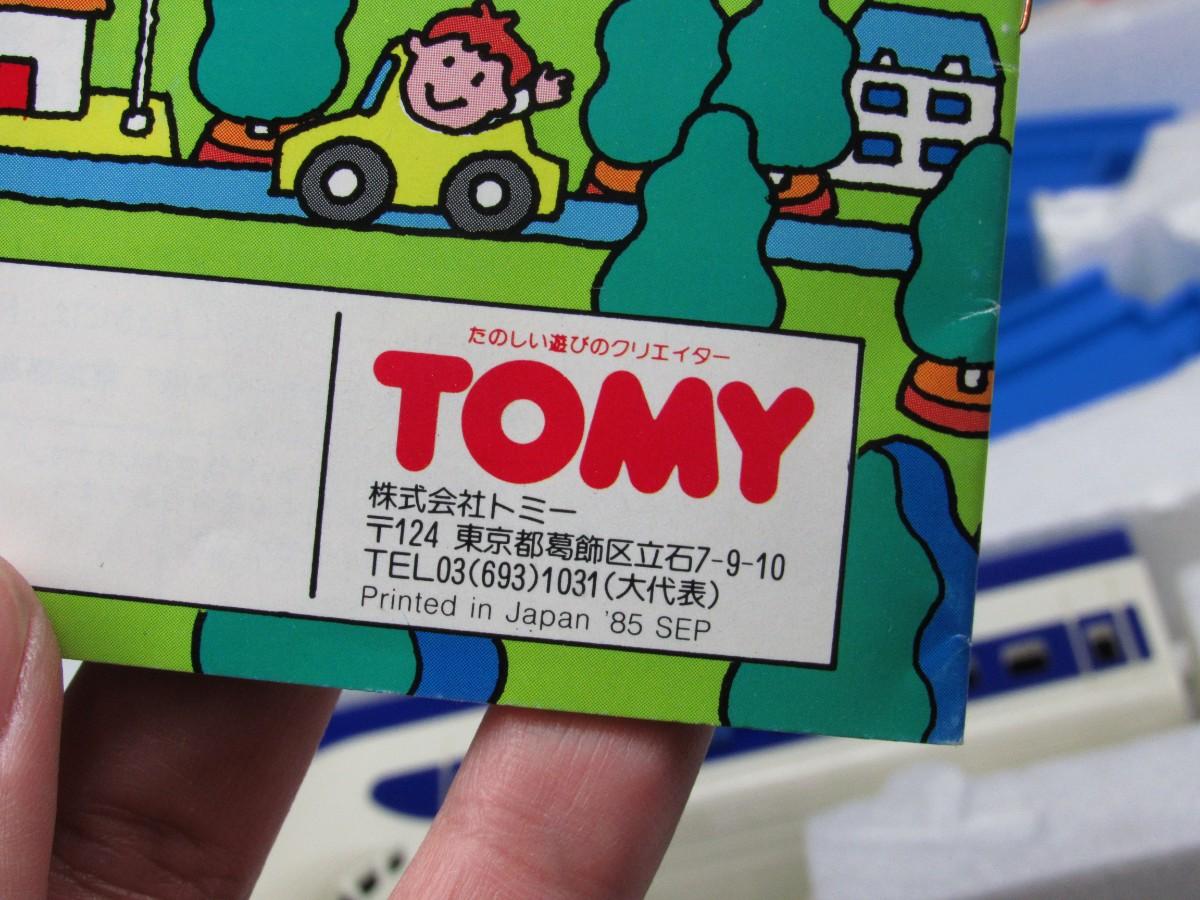 たのしい遊びのクリエイター
TOMY
株式会社トミー
〒124 東京都葛飾区立石7-9-10
TEL03(693)1031(大代表)
Printed in Japan '85 SEP